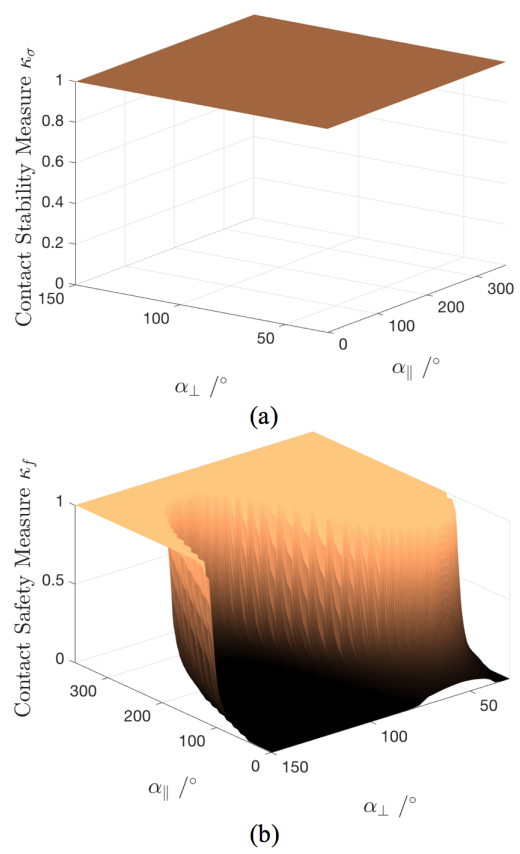 Contact Stability Measure κσ
1
0.8
0.6
0.4
0.2
0
150
100
50
0
100
200
300
α⊥ /°
α∥ /°
(a)
Contact Safety Measure κf
1
0.5
0
300
200
100
0
150
100
50
α∥ /°
α⊥ /°
(b)